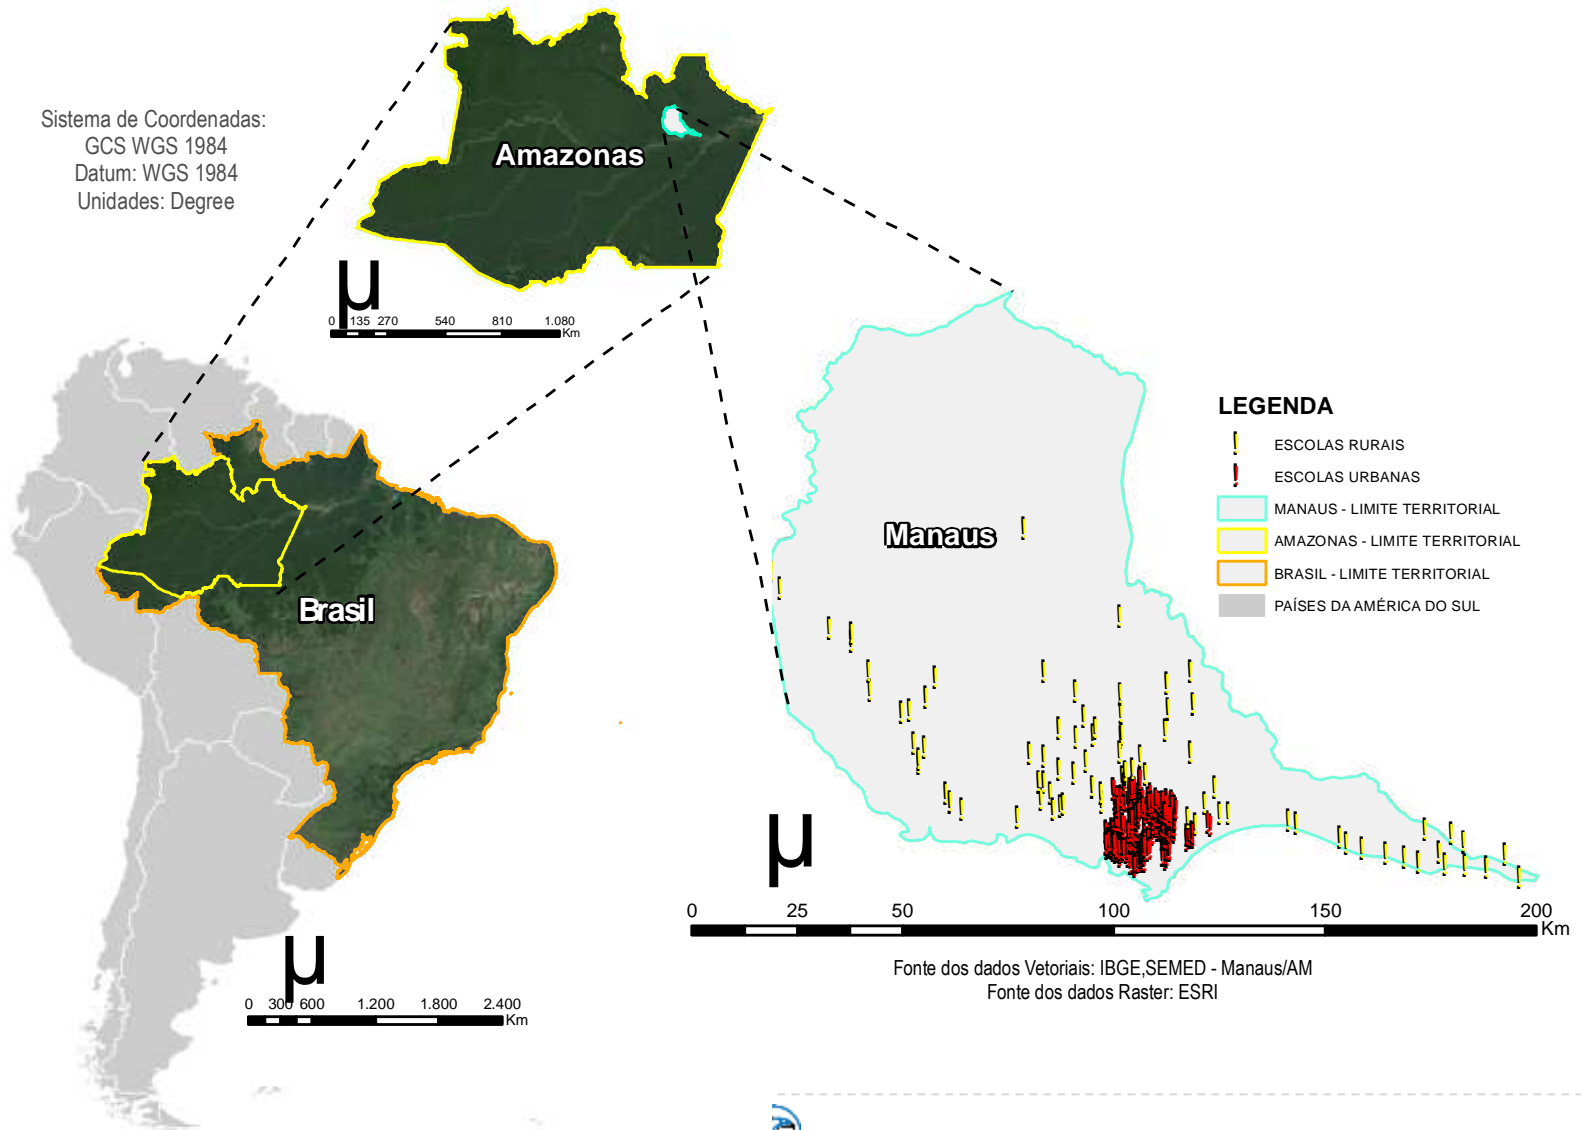 Sistema de Coordenadas:
GCS WGS 1984
Datum: WGS 1984
Unidades: Degree
Amazonas
µ
0 135 270 540 810 1.080
Km
Brasil
µ
0 300 600 1.200 1.800 2.400
Km
Manaus
LEGENDA
ESCOLAS RURAIS
ESCOLAS URBANAS
MANAUS - LIMITE TERRITORIAL
AMAZONAS - LIMITE TERRITORIAL
BRASIL - LIMITE TERRITORIAL
PAÍSES DA AMÉRICA DO SUL
µ
0 25 50 100 150 200
Km
Fonte dos dados Vetoriais: IBGE,SEMED - Manaus/AM
Fonte dos dados Raster: ESRI